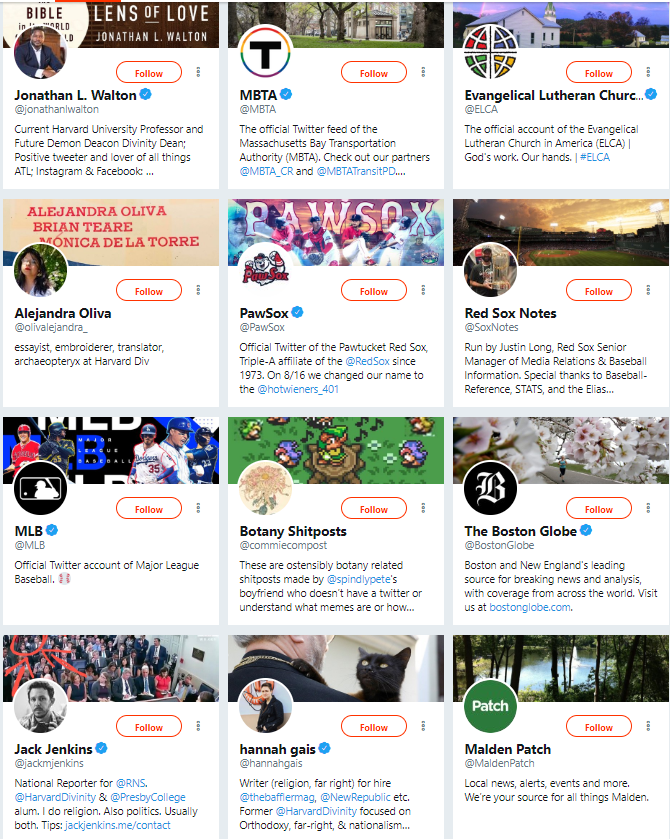 BIBLE
in the WORLD
LENS OF LOVE
JONATHAN L. WALTON
Follow
Jonathan L. Walton
@jonathanlwalton
Current Harvard University Professor and
Future Demon Deacon Divinity Dean;
Positive tweeter and lover of all things
ATL; Instagram & Facebook: ...
T
Follow
MBTA
@MBTA
The official Twitter feed of the
Massachusetts Bay Transportation
Authority (MBTA). Check out our partners
@MBTA_CR and @MBTATransitPD....
Follow
Evangelical Lutheran Churc...
@ELCA
The official account of the Evangelical
Lutheran Church in America (ELCA) |
God's work. Our hands. | #ELCA
ALEJANDRA OLIVA
BRIAN TEARE
MÓNICA DE LA TORRE
Follow
Alejandra Oliva
@olivalejandra_
essayist, embroiderer, translator,
archaeopteryx at Harvard Div
PAWSOX
PawSox
Follow
PawSox
@PawSox
Official Twitter of the Pawtucket Red Sox,
Triple-A affiliate of the @RedSox since
1973. On 8/16 we changed our name to
the @hotwieners_401
Follow
Red Sox Notes
@SoxNotes
Run by Justin Long, Red Sox Senior
Manager of Media Relations & Baseball
Information. Special thanks to Baseball-
Reference, STATS, and the Elias...
MLB
MAJOR
LEAGUE
BASEBALL
35
Follow
MLB
@MLB
Official Twitter account of Major League
Baseball.
Follow
Botany Shitposts
@commiecompost
These are ostensibly botany related
shitposts made by @spindlypete's
boyfriend who doesn't have a twitter or
understand what memes are or how...
B
Follow
The Boston Globe
@BostonGlobe
Boston and New England's leading
source for breaking news and analysis,
with coverage from across the world. Visit
us at bostonglobe.com.
Follow
Jack Jenkins
@jackmjenkins
National Reporter for @RNS.
@HarvardDivinity & @PresbyCollege
alum. I do religion. Also politics. Usually
both. Tips: jackjenkins.me/contact
Follow
hannah gais
@hannahgais
Writer (religion, far right) for hire
@thebafflermag, @NewRepublic etc.
Former @HarvardDivinity focused on
Orthodoxy, far-right, & nationalism...
Patch
Follow
Malden Patch
@MaldenPatch
Local news, alerts, events and more.
We're your source for all things Malden.